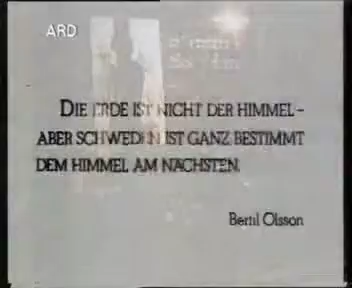 ARD
DIE ERDE IST NICHT DER HIMMEL -
ABER SCHWEDEN IST GANZ BESTIMMT
DEM HIMMEL AM NÄCHSTEN.
Bertil Olsson